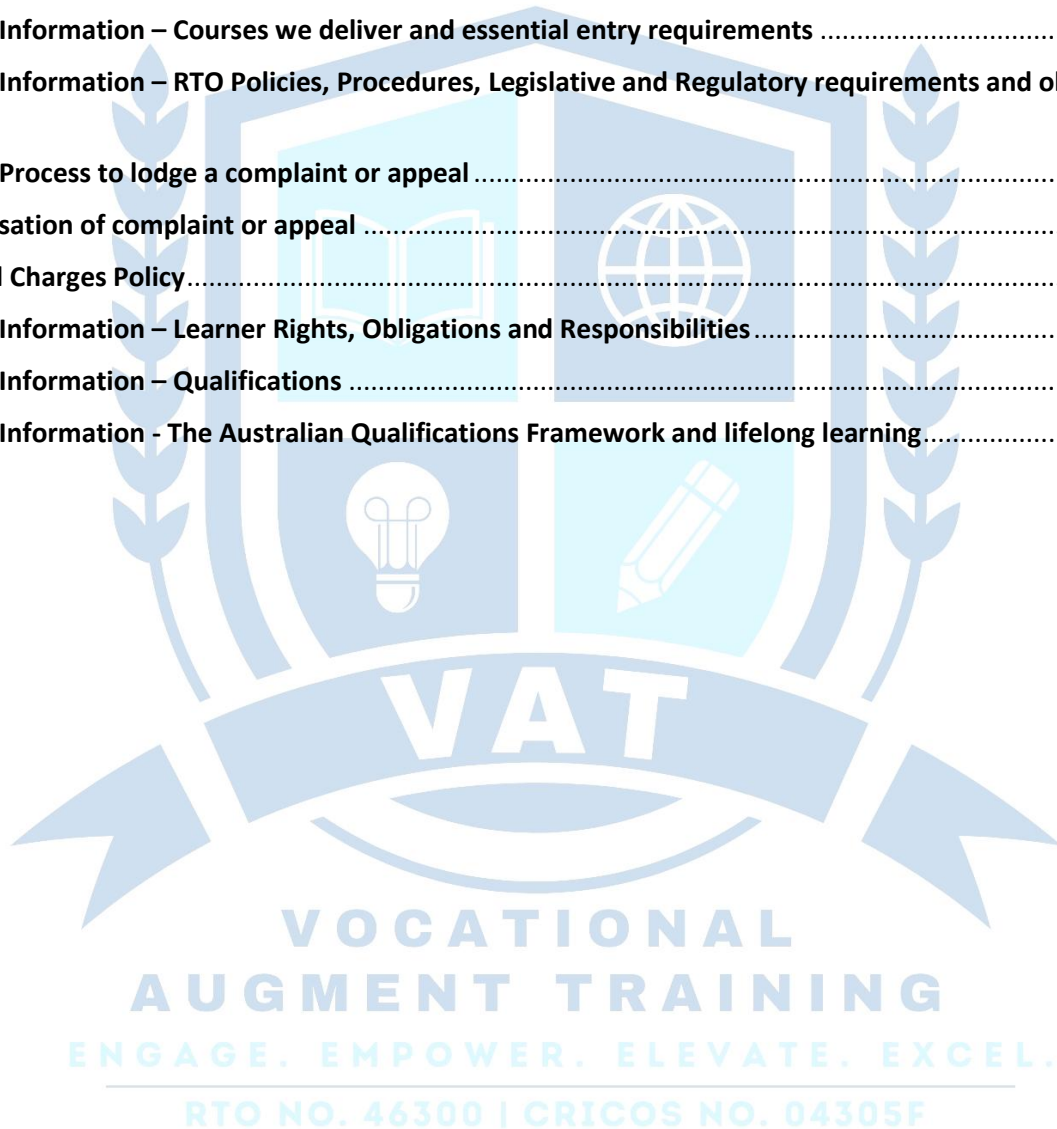 Information – Courses we deliver and essential entry requirements ....................................
Information – RTO Policies, Procedures, Legislative and Regulatory requirements and
Process to lodge a complaint or appeal ....................................
sation of complaint or appeal ....................................
Charges Policy ....................................
Information – Learner Rights, Obligations and Responsibilities ....................................
Information – Qualifications ....................................
Information - The Australian Qualifications Framework and lifelong learning ....................................
VAT
VOCATIONAL
AUGMENT TRAINING
ENGAGE. EMPOWER. ELEVATE. EXCEL.
RTO NO. 46300 | CRICOS NO. 04305F